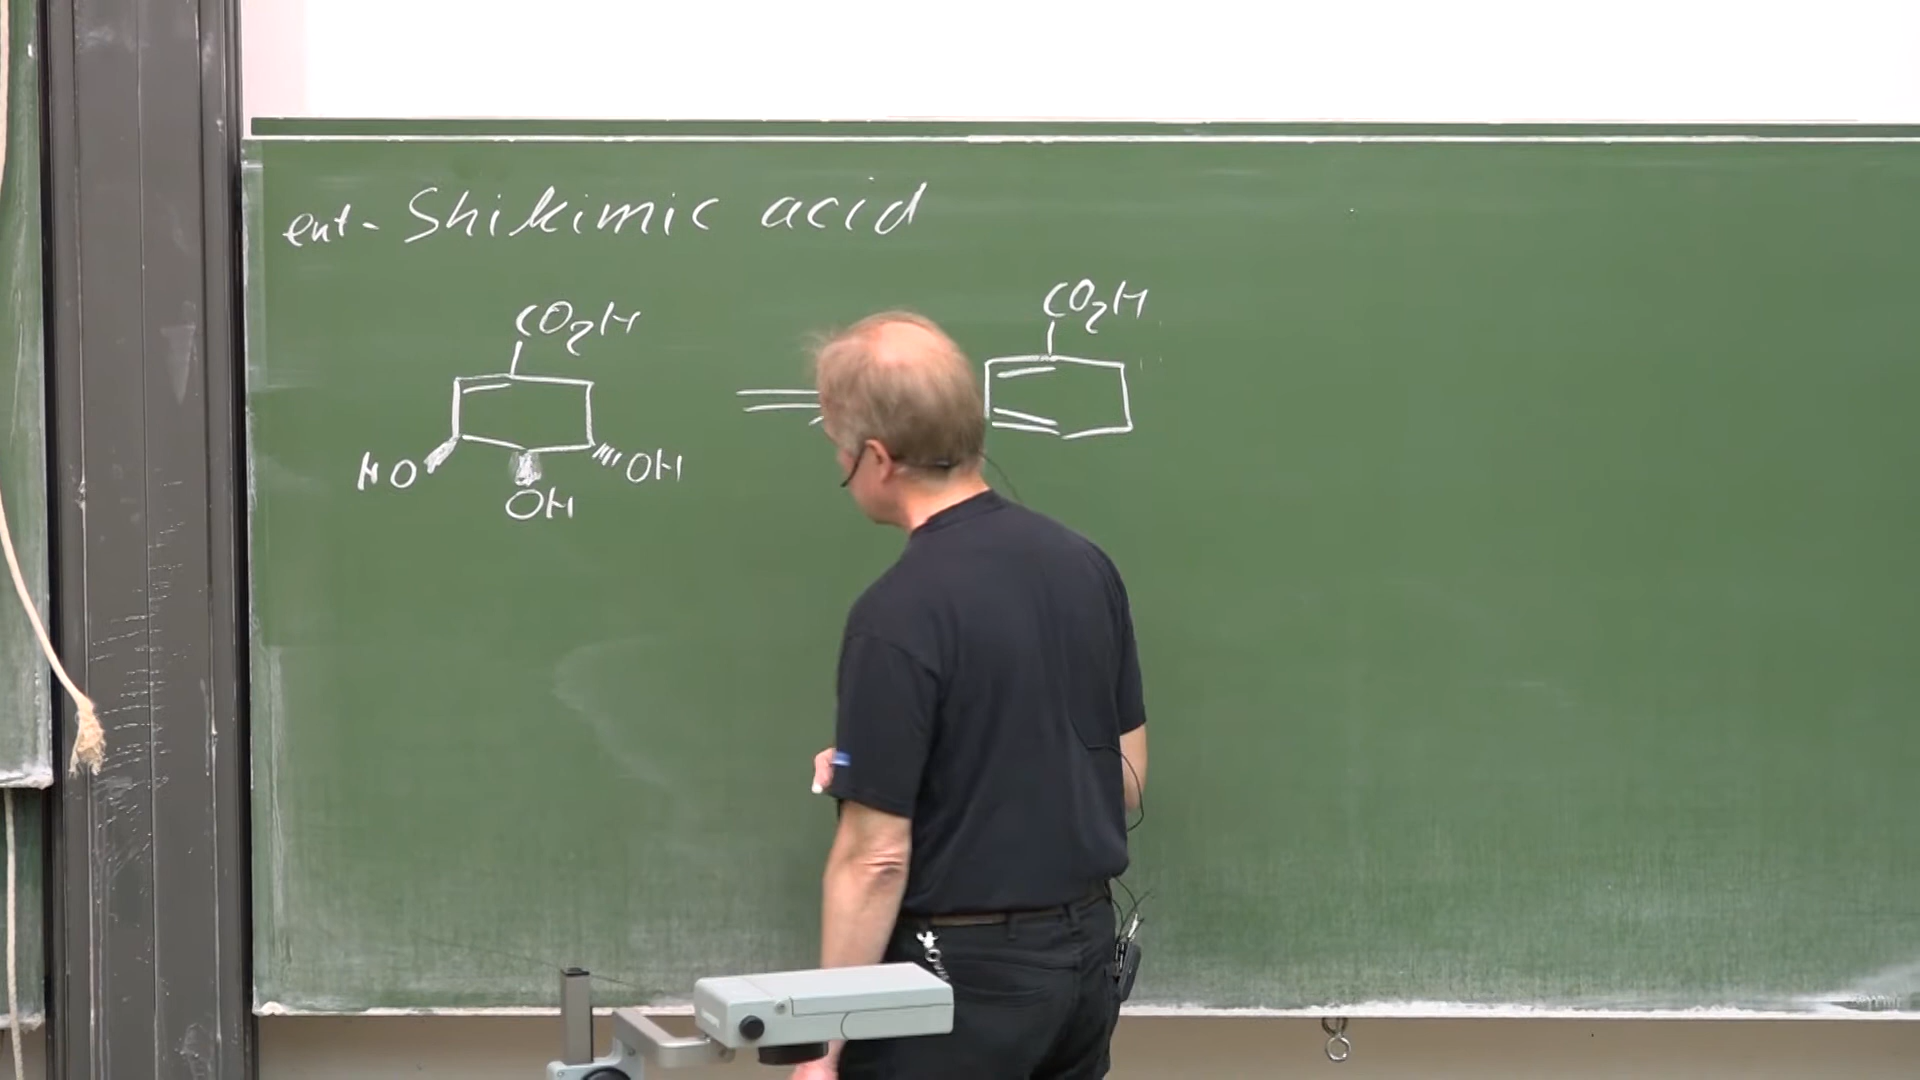 ent-Shikimic acid
CO2H
CO2H
HO
OH
OH